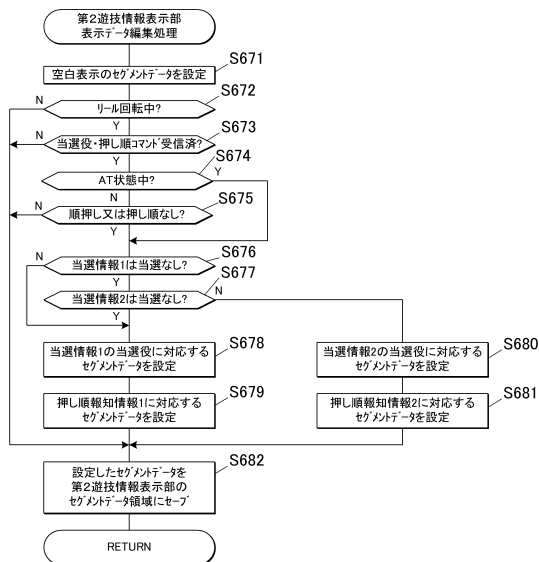 第2遊技情報表示部
表示データ編集処理
S671
空白表示のセグメントデータを設定
S672
N
リール回転中?
Y
S673
N
当選役・押し順コマンド受信済?
Y
S674
AT状態中?
Y
N
S675
N
順押し又は押し順なし?
Y
S676
N
当選情報1は当選なし?
Y
S677
当選情報2は当選なし?
N
Y
S678
当選情報1の当選役に対応する
セグメントデータを設定
S680
当選情報2の当選役に対応する
セグメントデータを設定
S679
押し順報知情報1に対応する
セグメントデータを設定
S681
押し順報知情報2に対応する
セグメントデータを設定
S682
設定したセグメントデータを
第2遊技情報表示部の
セグメントデータ領域にセーブ
RETURN